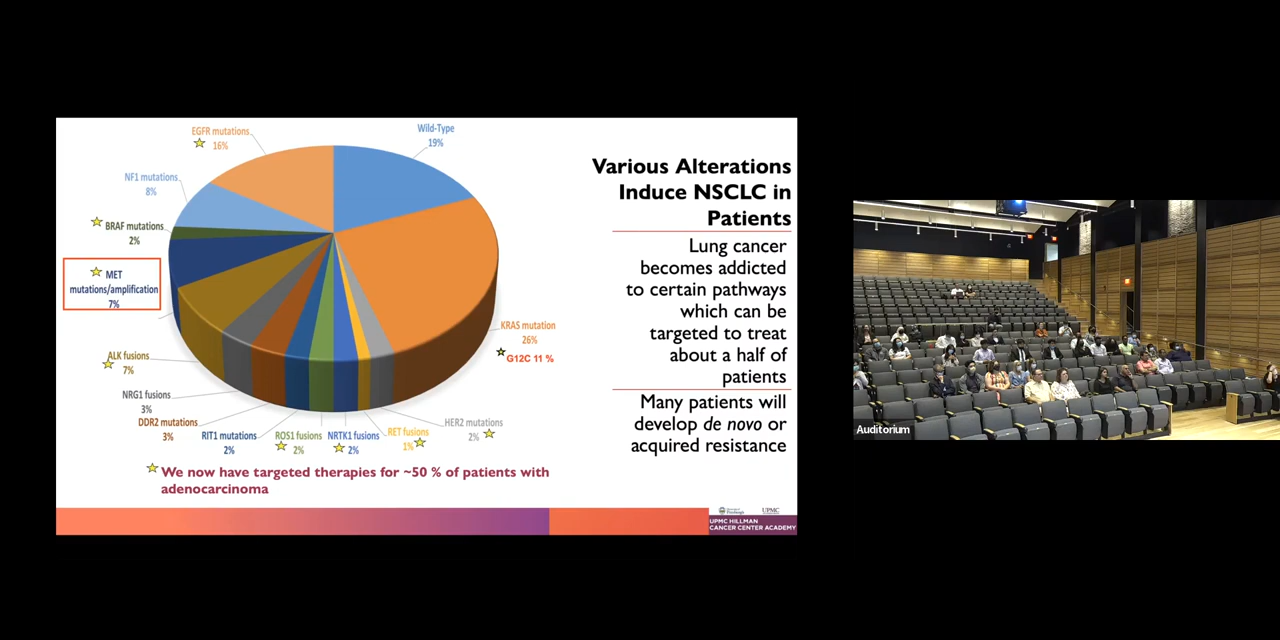 EGFR mutations
16%
Wild-Type
19%
NF1 mutations
8%
BRAF mutations
2%
MET
mutations/amplification
7%
ALK fusions
7%
NRG1 fusions
3%
DDR2 mutations
3%
RIT1 mutations
2%
ROS1 fusions
2%
NRTK1 fusions
2%
RET fusions
1%
HER2 mutations
2%
KRAS mutation
26%
G12C 11 %
We now have targeted therapies for ~50 % of patients with
adenocarcinoma
Various Alterations
Induce NSCLC in
Patients
Lung cancer
becomes addicted
to certain pathways
which can be
targeted to treat
about a half of
patients
Many patients will
develop de novo or
acquired resistance
UPMC
UPMC HILLMAN
CANCER CENTER ACADEMY
Auditorium